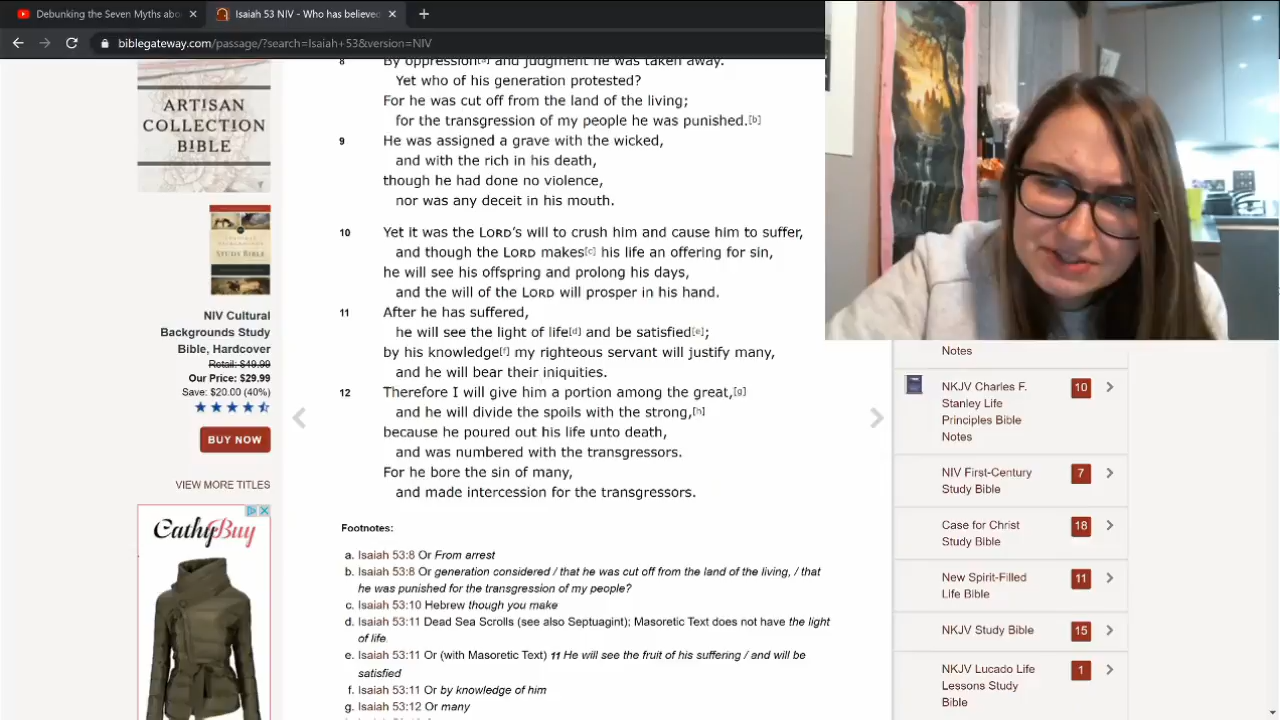 Debunking the Seven Myths abo
Isaiah 53 NIV - Who has believed
biblegateway.com/passage/?search=Isaiah+53&version=NIV
ARTISAN
COLLECTION
BIBLE
STUDY BIBLE
NIV Cultural
Backgrounds Study
Bible, Hardcover
Retail: $49.99
Our Price: $29.99
Save: $20.00 (40%)
BUY NOW
VIEW MORE TITLES
CathyBuy
8 By oppression[a] and judgment he was taken away.
Yet who of his generation protested?
For he was cut off from the land of the living;
for the transgression of my people he was punished.[b]
9 He was assigned a grave with the wicked,
and with the rich in his death,
though he had done no violence,
nor was any deceit in his mouth.
10 Yet it was the LORD's will to crush him and cause him to suffer,
and though the LORD makes[c] his life an offering for sin,
he will see his offspring and prolong his days,
and the will of the LORD will prosper in his hand.
11 After he has suffered,
he will see the light of life[d] and be satisfied[e];
by his knowledge[f] my righteous servant will justify many,
and he will bear their iniquities.
12 Therefore I will give him a portion among the great,[g]
and he will divide the spoils with the strong,[h]
because he poured out his life unto death,
and was numbered with the transgressors.
For he bore the sin of many,
and made intercession for the transgressors.
Footnotes:
a. Isaiah 53:8 Or From arrest
b. Isaiah 53:8 Or generation considered / that he was cut off from the land of the living, / that
he was punished for the transgression of my people?
c. Isaiah 53:10 Hebrew though you make
d. Isaiah 53:11 Dead Sea Scrolls (see also Septuagint); Masoretic Text does not have the light
of life.
e. Isaiah 53:11 Or (with Masoretic Text) 11 He will see the fruit of his suffering / and will be
satisfied
f. Isaiah 53:11 Or by knowledge of him
g. Isaiah 53:12 Or many
Notes
NKJV Charles F.
Stanley Life
Principles Bible
Notes
10
NIV First-Century
Study Bible
7
Case for Christ
Study Bible
18
New Spirit-Filled
Life Bible
11
NKJV Study Bible
15
NKJV Lucado Life
Lessons Study
Bible
1